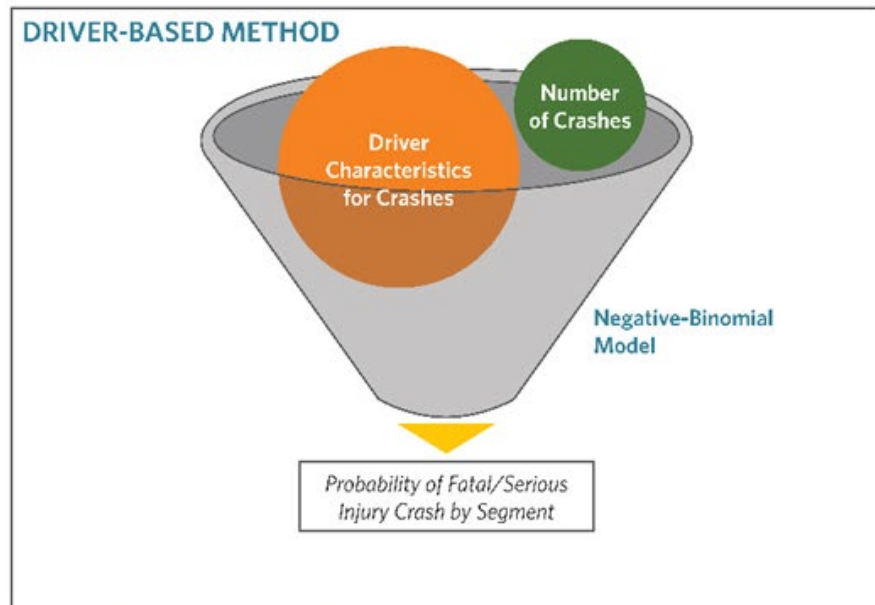 DRIVER-BASED METHOD
Number
of Crashes
Driver
Characteristics
for Crashes
Negative-Binomial
Model
Probability of Fatal/Serious
Injury Crash by Segment